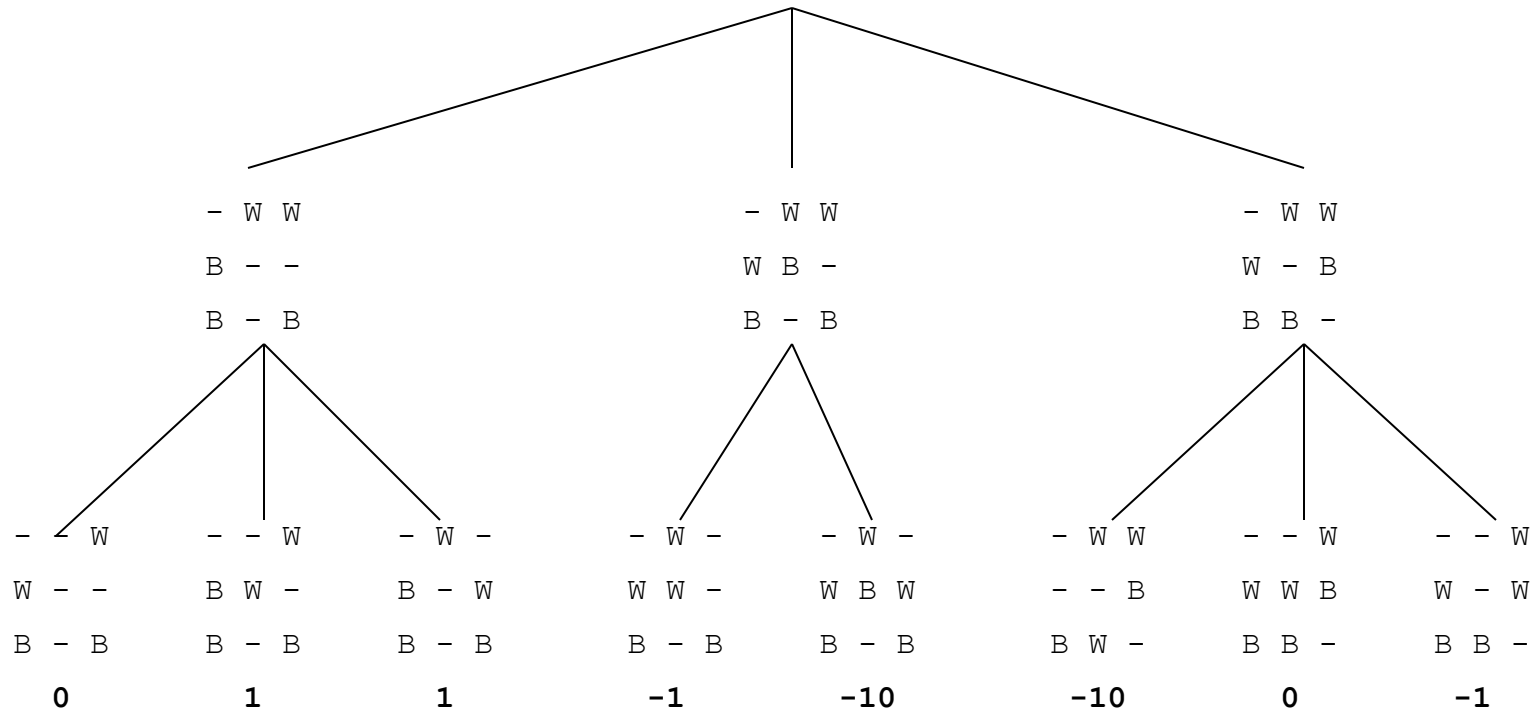 - W W - W W - W W
B - - W B - W - B
B - B B - B B B -
- - W - - W - W - - W - - W - - W W - - W - - W
W - - B W - B - W W W - W B W - - B W W B W - W
B - B B - B B - B B - B B - B B W - B B - B B -
0 1 1 -1 -10 -10 0 -1